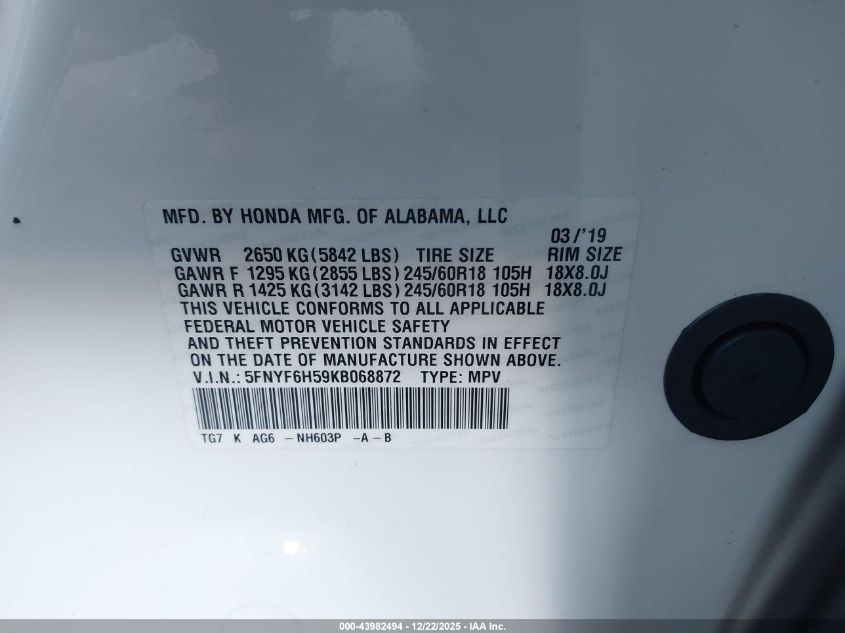 MFD. BY HONDA MFG. OF ALABAMA, LLC
03/'19
GVWR 2650 KG(5842 LBS) TIRE SIZE RIM SIZE
GAWR F 1295 KG(2855 LBS)245/60R18 105H 18X8.0J
GAWR R 1425 KG(3142 LBS)245/60R18 105H 18X8.0J
THIS VEHICLE CONFORMS TO ALL APPLICABLE
FEDERAL MOTOR VEHICLE SAFETY
AND THEFT PREVENTION STANDARDS IN EFFECT
ON THE DATE OF MANUFACTURE SHOWN ABOVE.
V.I.N.: 5FNYF6H59KB068872 TYPE: MPV
TG7 K AG6 -NH603P -A-B
000-43982494 - 12/22/2025 - IAA Inc.